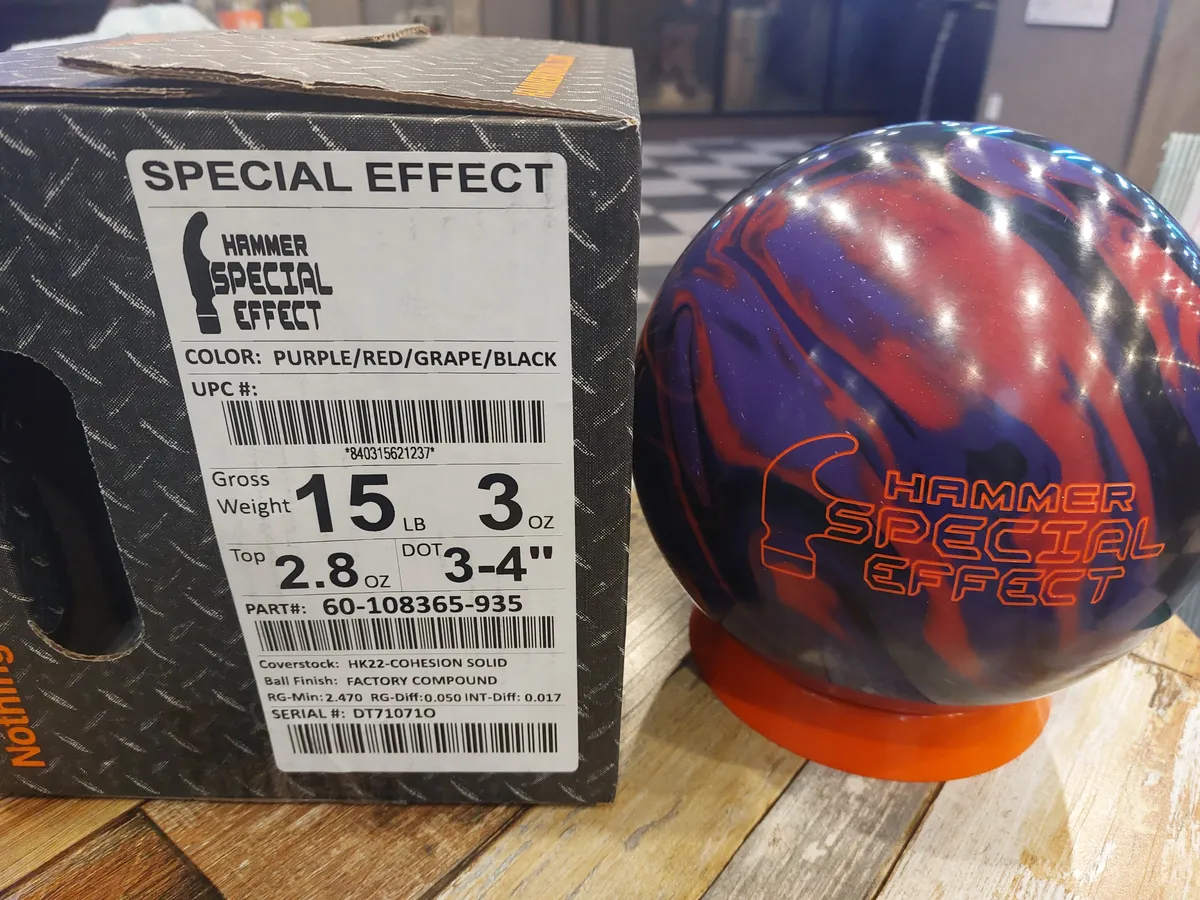 SPECIAL EFFECT
HAMMER
SPECIAL
EFFECT
COLOR: PURPLE/RED/GRAPE/BLACK
UPC #:
*840315621237*
Gross Weight 15 LB 3 OZ
Top 2.8 OZ DOT 3-4"
PART#: 60-108365-935
Coverstock: HK22-COHESION SOLID
Ball Finish: FACTORY COMPOUND
RG-Min: 2.470 RG-Diff: 0.050 INT-Diff: 0.017
SERIAL #: DT71071O
Nothing
HAMMER
SPECIAL
EFFECT